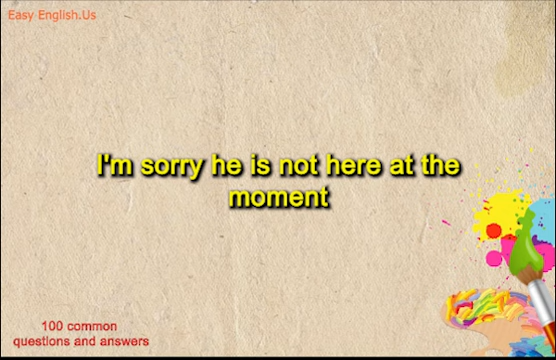 Easy English.Us
I'm sorry he is not here at the
moment
100 common
questions and answers